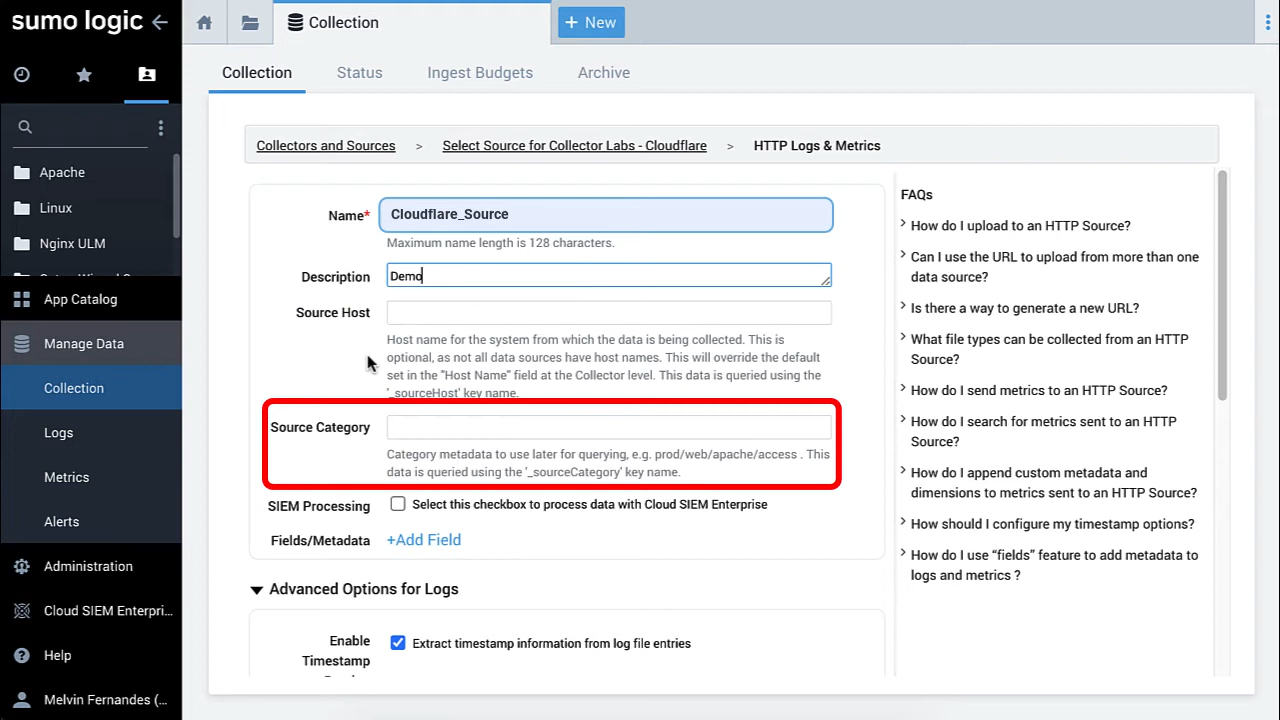 sumo logic
Collection
+ New
Collection
Status
Ingest Budgets
Archive
Apache
Linux
Nginx ULM
App Catalog
Manage Data
Collection
Logs
Metrics
Alerts
Administration
Cloud SIEM Enterpri...
Help
Melvin Fernandes (...
Collectors and Sources > Select Source for Collector Labs - Cloudflare > HTTP Logs & Metrics
Name*
Cloudflare_Source
Maximum name length is 128 characters.
Description
Demo
Source Host
Host name for the system from which the data is being collected. This is
optional, as not all data sources have host names. This will override the default
set in the "Host Name" field at the Collector level. This data is queried using the
'_sourceHost' key name.
Source Category
Category metadata to use later for querying, e.g. prod/web/apache/access . This
data is queried using the '_sourceCategory' key name.
SIEM Processing
Select this checkbox to process data with Cloud SIEM Enterprise
Fields/Metadata
+Add Field
Advanced Options for Logs
Enable
Timestamp
Extract timestamp information from log file entries
FAQs
How do I upload to an HTTP Source?
Can I use the URL to upload from more than one
data source?
Is there a way to generate a new URL?
What file types can be collected from an HTTP
Source?
How do I send metrics to an HTTP Source?
How do I search for metrics sent to an HTTP
Source?
How do I append custom metadata and
dimensions to metrics sent to an HTTP Source?
How should I configure my timestamp options?
How do I use “fields” feature to add metadata to
logs and metrics ?